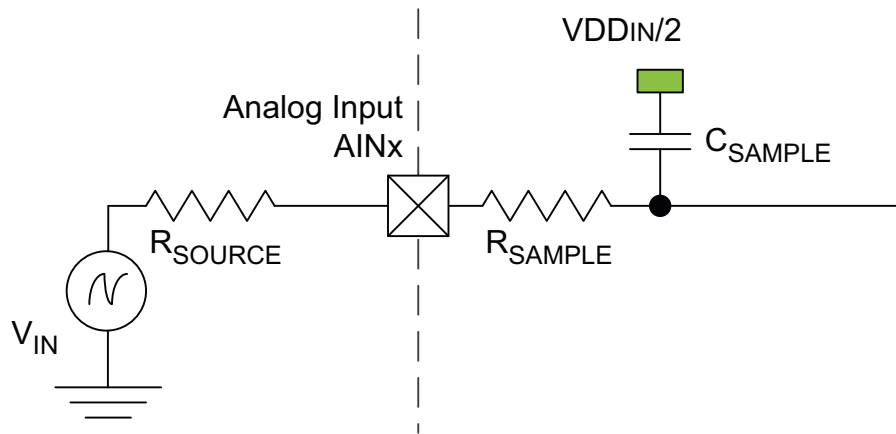 VDDIN/2
Analog Input
AINx
CSAMPLE
RSOURCE
RSAMPLE
VIN